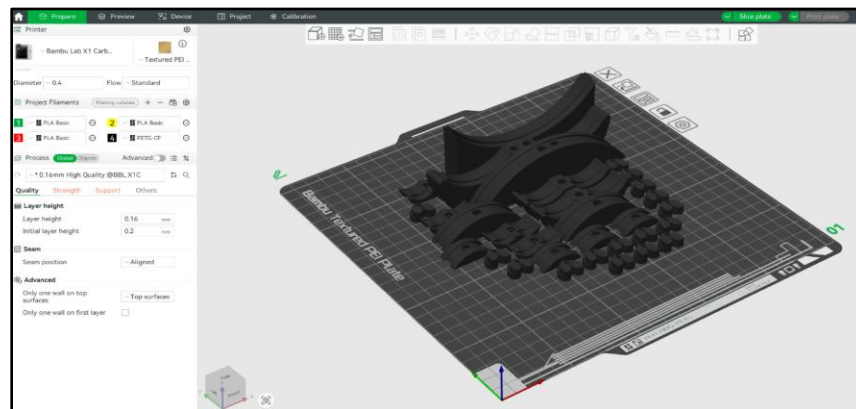 Prepare Preview Device Project Calibration Slice plate Print plate
Printer
Bambu Lab X1 Carb.. Textured PEI ...
Diameter 0.4 Flow Standard
Project Filaments Flushing volumes
1 PLA Basic 2 PLA Basic
3 PLA Basic 4 PETG-CF
Process Global Objects Advanced
* 0.16mm High Quality @BBL X1C
Quality Strength Support Others
Layer height
Layer height 0.16 mm
Initial layer height 0.2 mm
Seam
Seam position Aligned
Advanced
Only one wall on top
surfaces Top surfaces
Only one wall on first layer
Bambu Textured PEI Plate
01
Top
Front